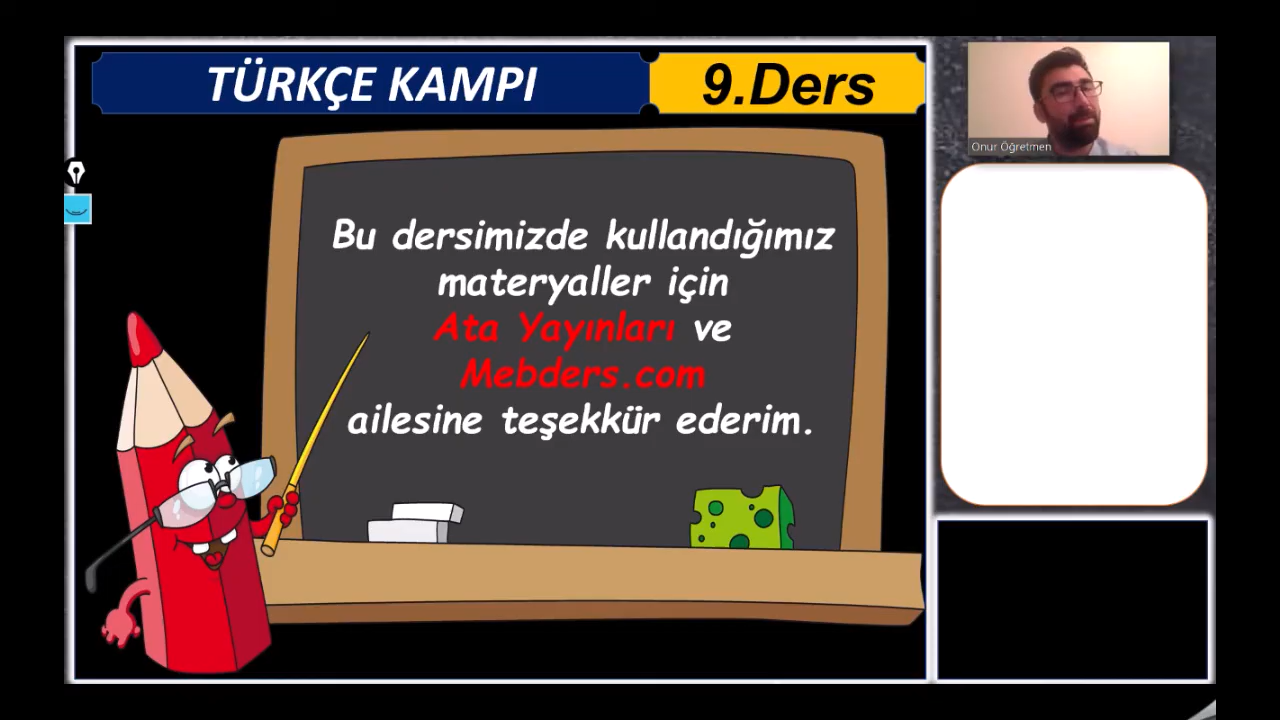 TÜRKÇE KAMPI
9.Ders
Onur Öğretmen
Bu dersimizde kullandığımız
materyaller için
Ata Yayınları ve
Mebders.com
ailesine teşekkür ederim.